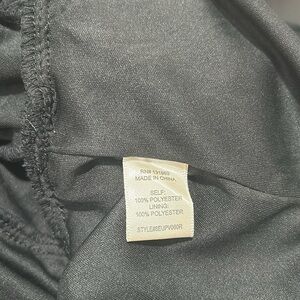 MADE IN CHINA
SELF:
100% POLYESTER
LINING:
100% POLYESTER